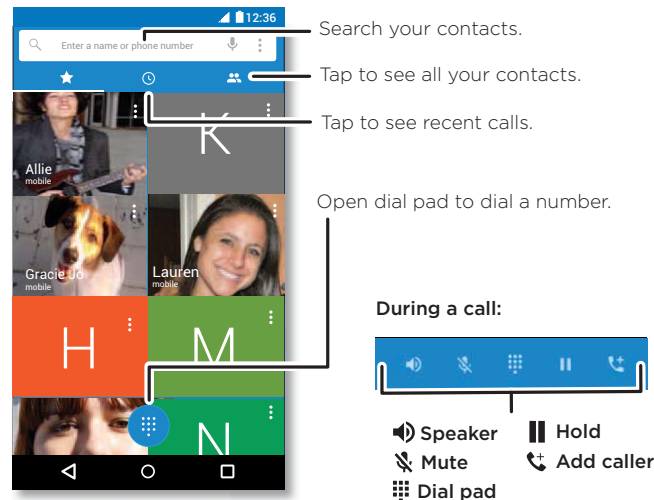 12:36
Enter a name or phone number
Search your contacts.
Tap to see all your contacts.
Tap to see recent calls.
K
Allie
mobile
Open dial pad to dial a number.
Gracie Jo
mobile
Lauren
mobile
H
M
N
During a call:
Speaker
Hold
Mute
Add caller
Dial pad